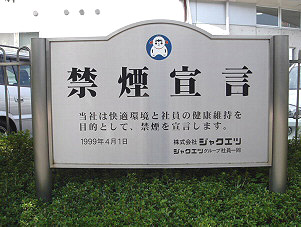 禁煙宣言
当社は快適環境と社員の健康維持を
目的として、禁煙を宣言します。
1999年4月1日
株式会社 ジャクエツ
ジャクエツグループ社員一同